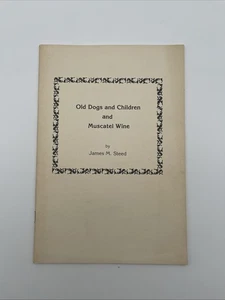 Old Dogs and Children
and
Muscatel Wine
by
James M. Steed